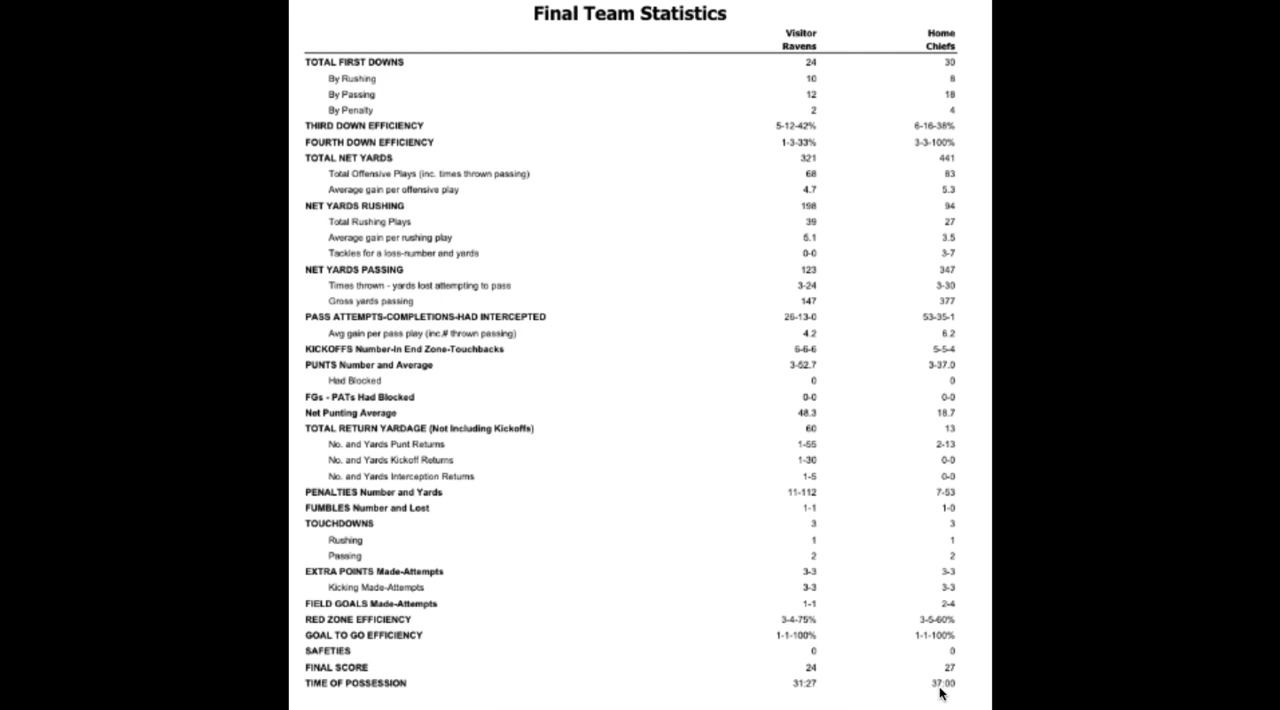 Final Team Statistics
Visitor Home
Ravens Chiefs
TOTAL FIRST DOWNS 24 30
By Rushing 10 8
By Passing 12 18
By Penalty 2 4
THIRD DOWN EFFICIENCY 5-12-42% 6-16-38%
FOURTH DOWN EFFICIENCY 1-3-33% 3-3-100%
TOTAL NET YARDS 321 441
Total Offensive Plays (inc. times thrown passing) 68 83
Average gain per offensive play 4.7 5.3
NET YARDS RUSHING 198 94
Total Rushing Plays 39 27
Average gain per rushing play 5.1 3.5
Tackles for a loss-number and yards 0-0 3-7
NET YARDS PASSING 123 347
Times thrown - yards lost attempting to pass 3-24 3-30
Gross yards passing 147 377
PASS ATTEMPTS-COMPLETIONS-HAD INTERCEPTED 26-13-0 53-35-1
Avg gain per pass play (inc.# thrown passing) 4.2 6.2
KICKOFFS Number-In End Zone-Touchbacks 6-6-6 5-5-4
PUNTS Number and Average 3-52.7 3-37.0
Had Blocked 0 0
FGs - PATs Had Blocked 0-0 0-0
Net Punting Average 48.3 18.7
TOTAL RETURN YARDAGE (Not Including Kickoffs) 60 13
No. and Yards Punt Returns 1-55 2-13
No. and Yards Kickoff Returns 1-30 0-0
No. and Yards Interception Returns 1-5 0-0
PENALTIES Number and Yards 11-112 7-53
FUMBLES Number and Lost 1-1 1-0
TOUCHDOWNS 3 3
Rushing 1 1
Passing 2 2
EXTRA POINTS Made-Attempts 3-3 3-3
Kicking Made-Attempts 3-3 3-3
FIELD GOALS Made-Attempts 1-1 2-4
RED ZONE EFFICIENCY 3-4-75% 3-5-60%
GOAL TO GO EFFICIENCY 1-1-100% 1-1-100%
SAFETIES 0 0
FINAL SCORE 24 27
TIME OF POSSESSION 31:27 37:00